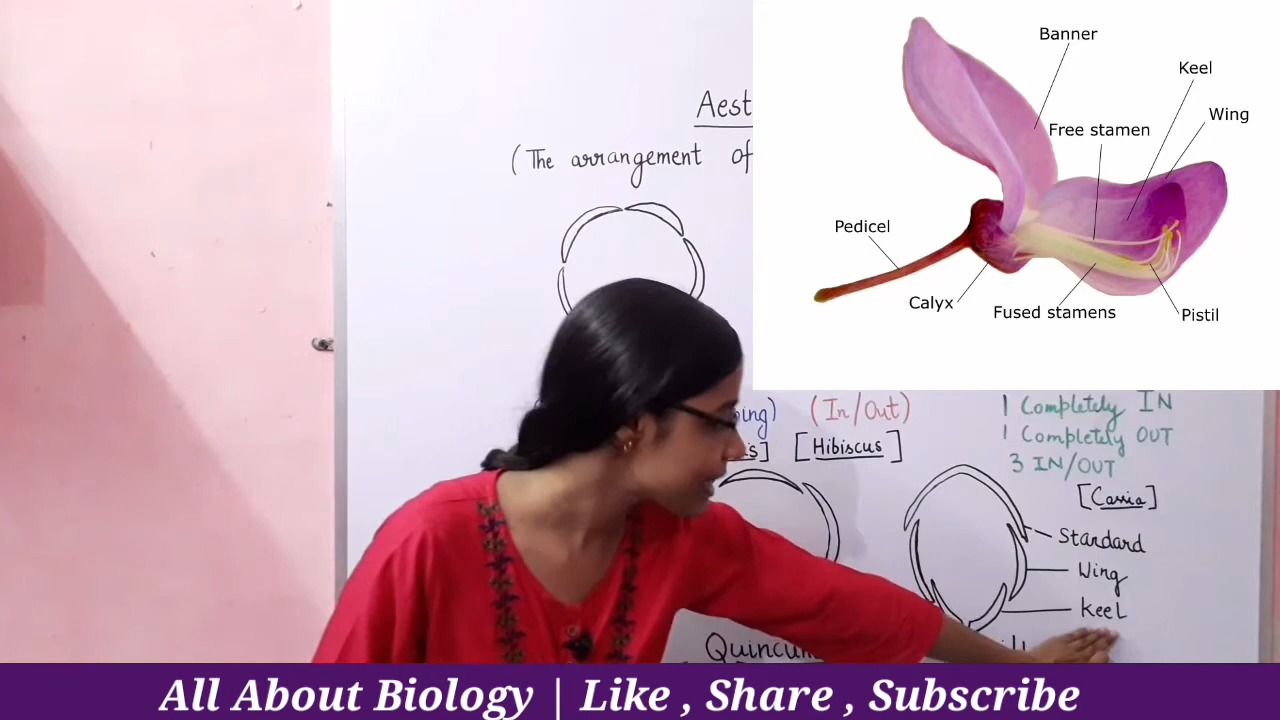 Aest
(The arrangement of
Banner
Keel
Wing
Free stamen
Pedicel
Calyx
Fused stamens
Pistil
(In/Out)
[Hibiscus]
1 Completely IN
1 Completely OUT
3 IN/OUT
[Cassia]
Standard
Wing
Keel
Quincun
All About Biology | Like , Share , Subscribe